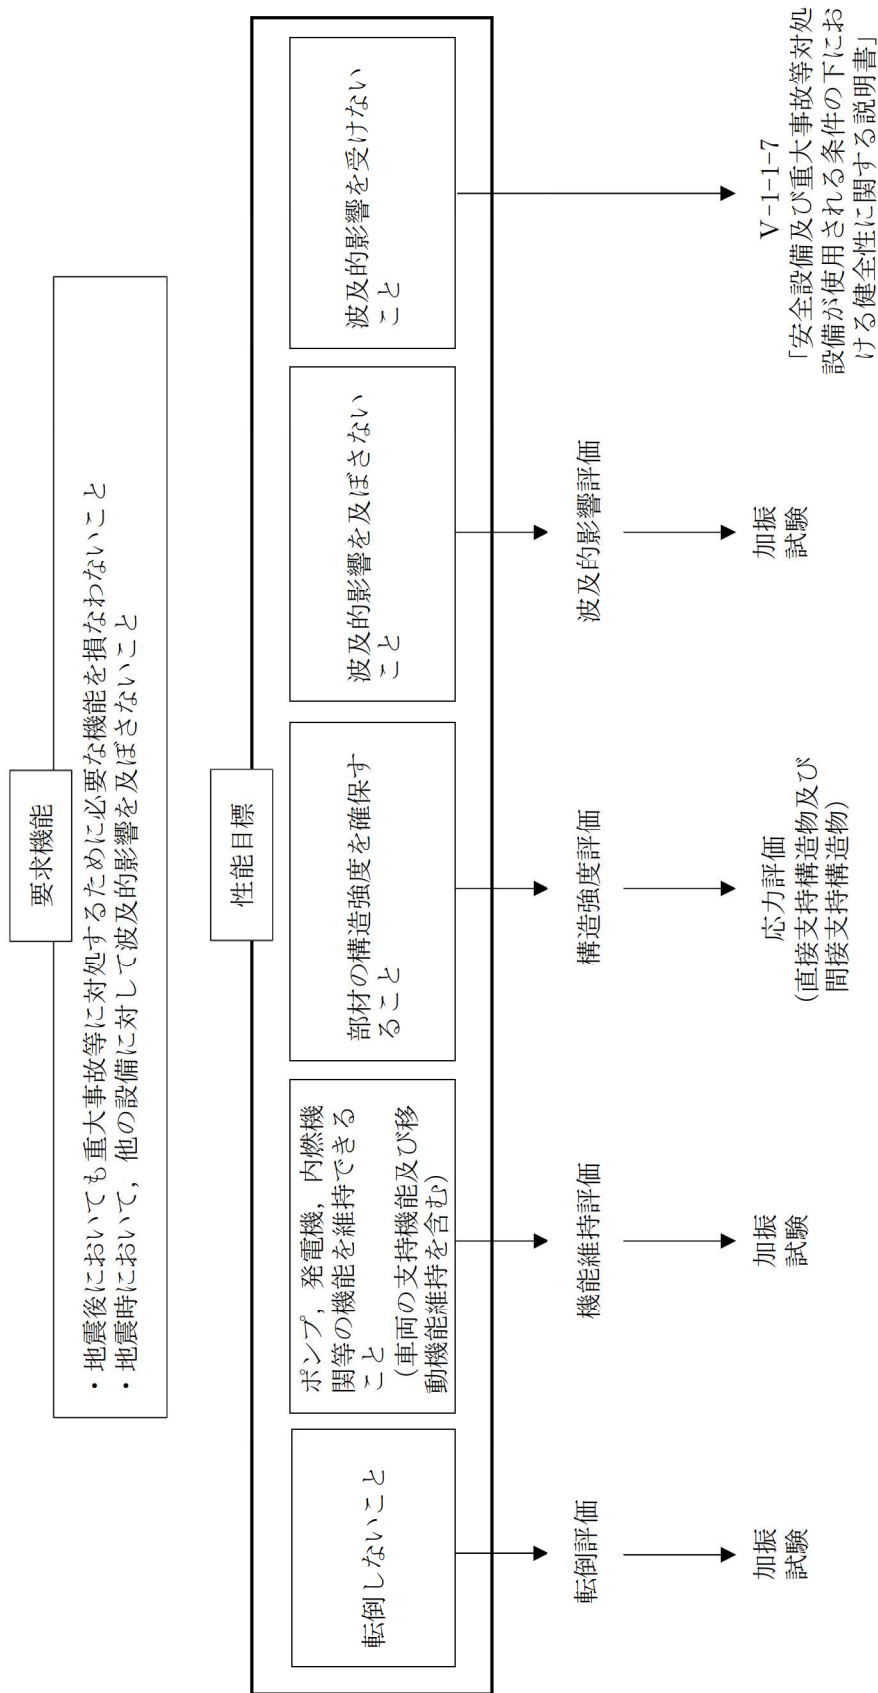 要求機能
・地震後においても重大事故等に対処するために必要な機能を損なわないこと
・地震時において，他の設備に対して波及的影響を及ぼさないこと
性能目標
転倒しないこと
ポンプ，発電機，内燃機
関等の機能を維持できる
こと
（車両の支持機能及び移
動機能維持を含む）
部材の構造強度を確保す
ること
波及的影響を及ぼさない
こと
波及的影響を受けない
こと
転倒評価
機能維持評価
構造強度評価
波及的影響評価
加振
試験
加振
試験
応力評価
（直接支持構造物及び
間接支持構造物）
加振
試験
Ⅴ-1-1-7
「安全設備及び重大事故等対処
設備が使用される条件の下にお
ける健全性に関する説明書」